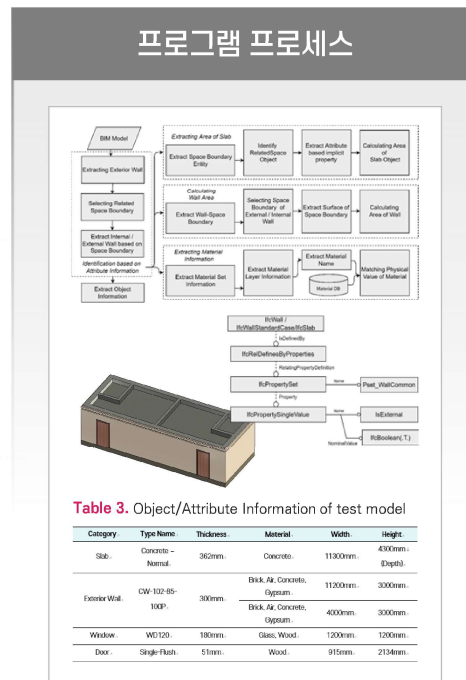 프로그램 프로세스
BIM Model
Extracting Exterior Wall
Selecting Related
Space Boundary
Extract Internal /
External Wall based on
Space Boundary
Identification based on
Attribute Information
Extract Object
Information
Extracting Area of Slab
Extract Space Boundary
Entity
Identify
RelatedSpace
Object
Extract Attribute
based implicit
property
Calculating Area
of
Slab Object
Calculating
Wall Area
Extract Wall-Space
Boundary
Selecting Space
Boundary of
External / Internal
Wall
Extract Surface of
Space Boundary
Calculating
Area of Wall
Extracting Material
Information
Extract Material Set
Information
Extract Material
Layer Information
Extract Material
Name
Material DB
Matching Physical
Value of Material
IfcWall /
IfcWallStandardCase/IfcSlab
IsDefinedBy
IfcRelDefinesByProperties
RelatingPropertyDefinition
IfcPropertySet
Name
Pset_WallCommon
Property
IfcPropertySingleValue
Name
IsExternal
NominalValue
IfcBoolean(.T.)
Table 3. Object/Attribute Information of test model
Category Type Name Thickness Material Width Height
Slab Concrete – Normal 362mm Concrete 11300mm 4300mm (Depth)
Exterior Wall CW-102-85-100P 300mm Brick, Air, Concrete, Gypsum 11200mm 3000mm
Brick, Air, Concrete, Gypsum 4000mm 3000mm
Window WD120 180mm Glass, Wood 1200mm 1200mm
Door Single-Flush 51mm Wood 915mm 2134mm